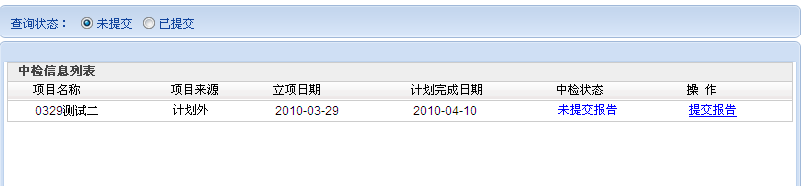 查询状态： 未提交 已提交
中检信息列表
项目名称 项目来源 立项日期 计划完成日期 中检状态 操 作
0329测试二 计划外 2010-03-29 2010-04-10 未提交报告 提交报告